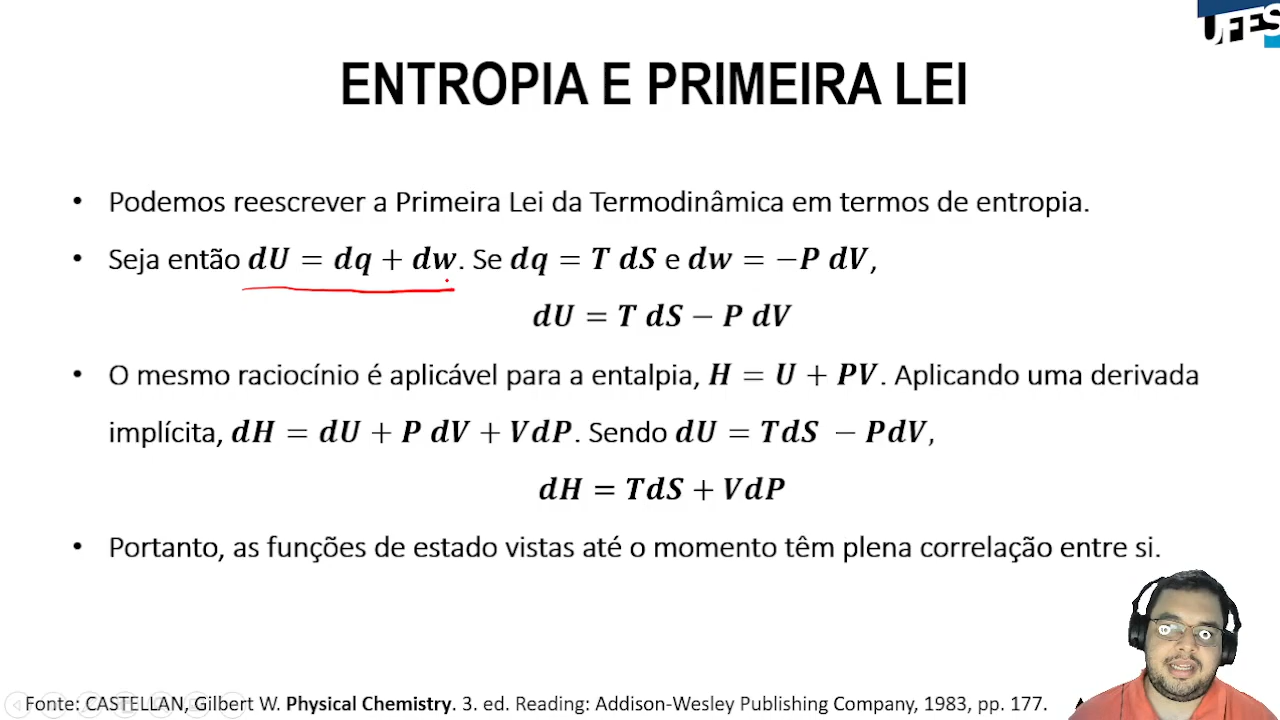 UFES
ENTROPIA E PRIMEIRA LEI
• Podemos reescrever a Primeira Lei da Termodinâmica em termos de entropia.
• Seja então dU = dq + dw. Se dq = T dS e dw = −P dV,
dU = T dS − P dV
• O mesmo raciocínio é aplicável para a entalpia, H = U + PV. Aplicando uma derivada
implícita, dH = dU + P dV + VdP. Sendo dU = TdS − PdV,
dH = TdS + VdP
• Portanto, as funções de estado vistas até o momento têm plena correlação entre si.
Fonte: CASTELLAN, Gilbert W. Physical Chemistry. 3. ed. Reading: Addison-Wesley Publishing Company, 1983, pp. 177.